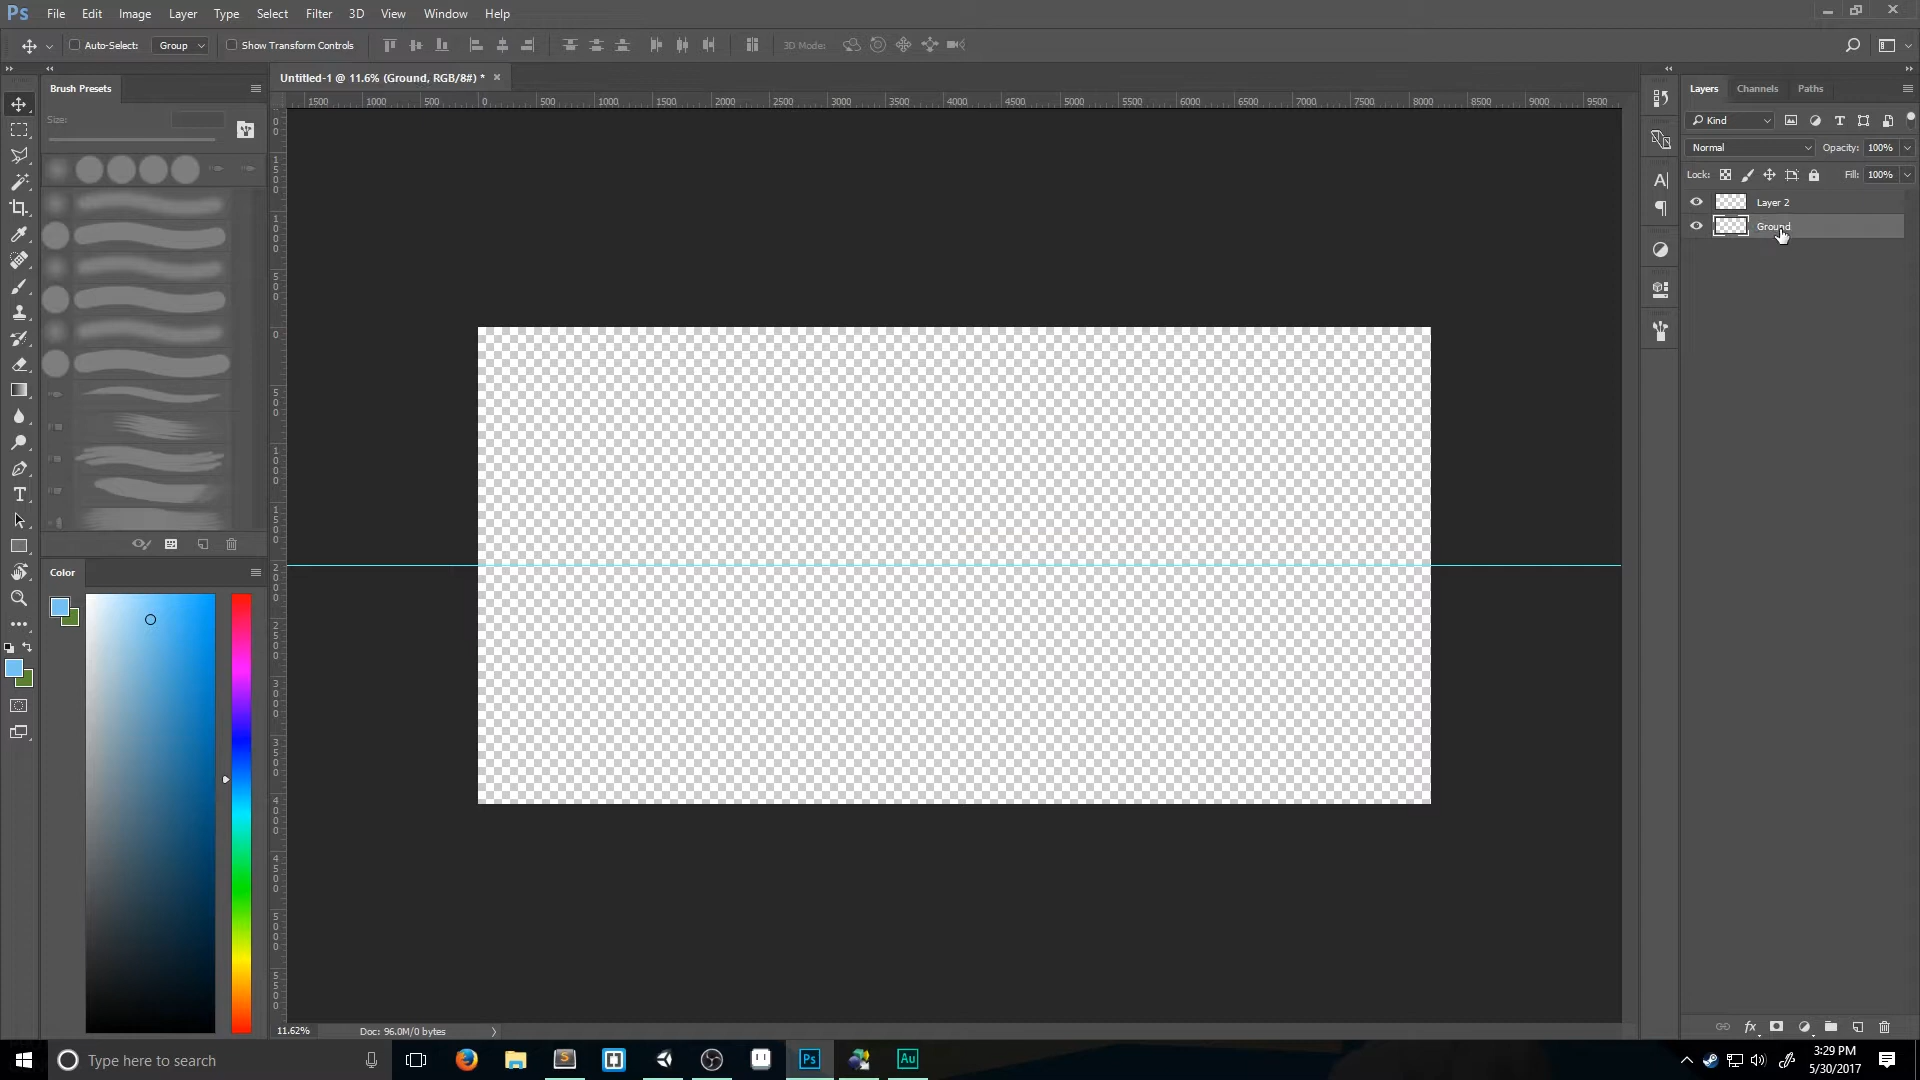 Ps File Edit Image Layer Type Select Filter 3D View Window Help
Auto-Select: Group Show Transform Controls 3D Mode:
Untitled-1 @ 11.6% (Ground, RGB/8#) * ×
Brush Presets
Size:
1500 1000 500 0 500 1000 1500 2000 2500 3000 3500 4000 4500 5000 5500 6000 6500 7000 7500 8000 8500 9000 9500
Layers Channels Paths
Kind
Normal Opacity: 100%
Lock: Fill: 100%
Layer 2
Ground
Color
11.62% Doc: 96.0M/0 bytes
Type here to search
Ps
Au
3:29 PM
5/30/2017